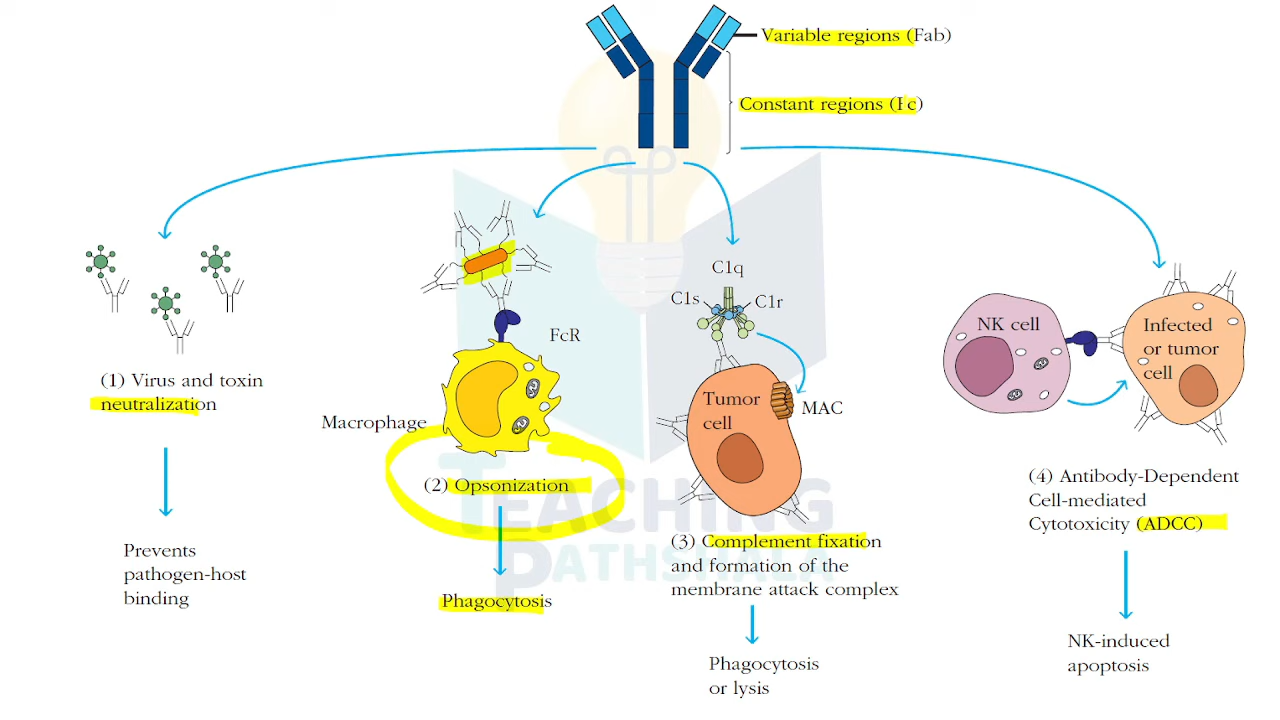 Variable regions (Fab)
Constant regions (Fc)
C1q
C1s
C1r
FcR
Macrophage
Tumor
cell
MAC
NK cell
Infected
or tumor
cell
(1) Virus and toxin
neutralization
Prevents
pathogen-host
binding
(2) Opsonization
Phagocytosis
(3) Complement fixation
and formation of the
membrane attack complex
Phagocytosis
or lysis
(4) Antibody-Dependent
Cell-mediated
Cytotoxicity (ADCC)
NK-induced
apoptosis
TEACHING
PATHSHALA